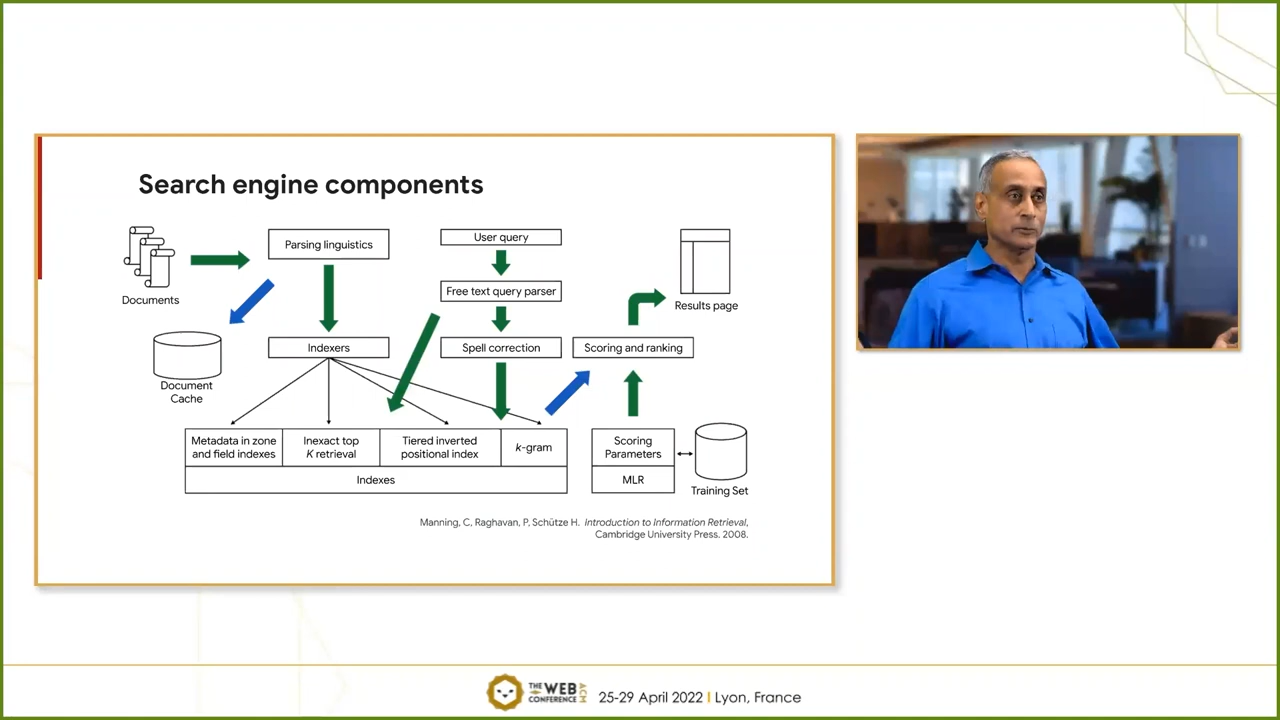 Search engine components
Documents
Parsing linguistics
User query
Free text query parser
Results page
Document
Cache
Indexers
Spell correction
Scoring and ranking
Metadata in zone
and field indexes
Inexact top
K retrieval
Tiered inverted
positional index
k-gram
Indexes
Scoring
Parameters
MLR
Training Set
Manning, C, Raghavan, P, Schütze H. Introduction to Information Retrieval,
Cambridge University Press. 2008.
THE WEB
CONFERENCE
ACM
25-29 April 2022 I Lyon, France